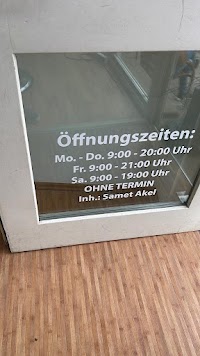 Öffnungszeiten:
Mo. - Do. 9:00 - 20:00 Uhr
Fr. 9:00 - 21:00 Uhr
Sa. 9:00 - 19:00 Uhr
OHNE TERMIN
Inh.: Samet Akel